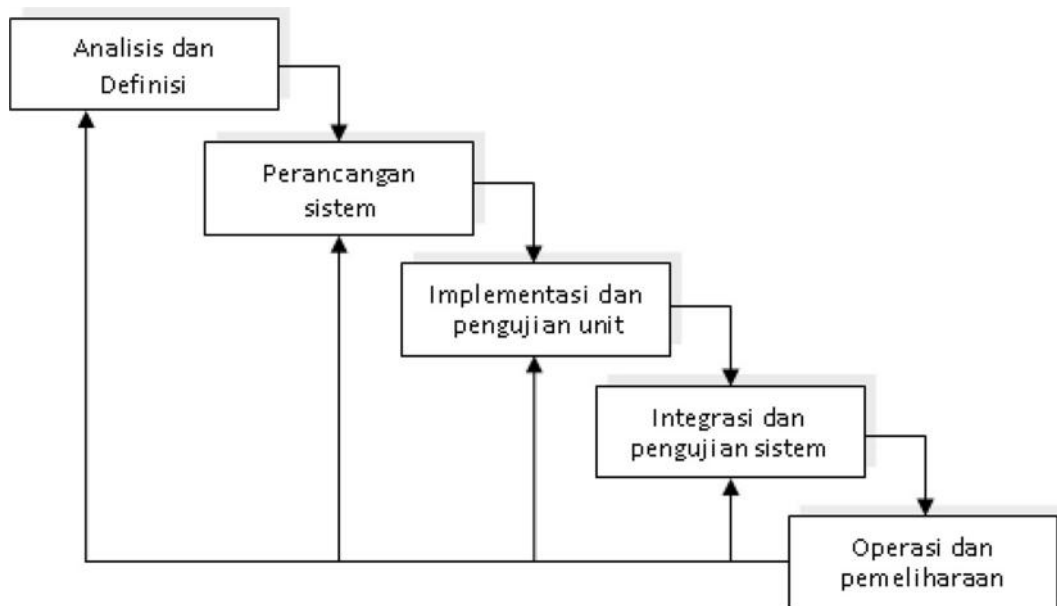 Analisis dan
Definisi
Perancangan
sistem
Implementasi dan
pengujian unit
Integrasi dan
pengujian sistem
Operasi dan
pemeliharaan